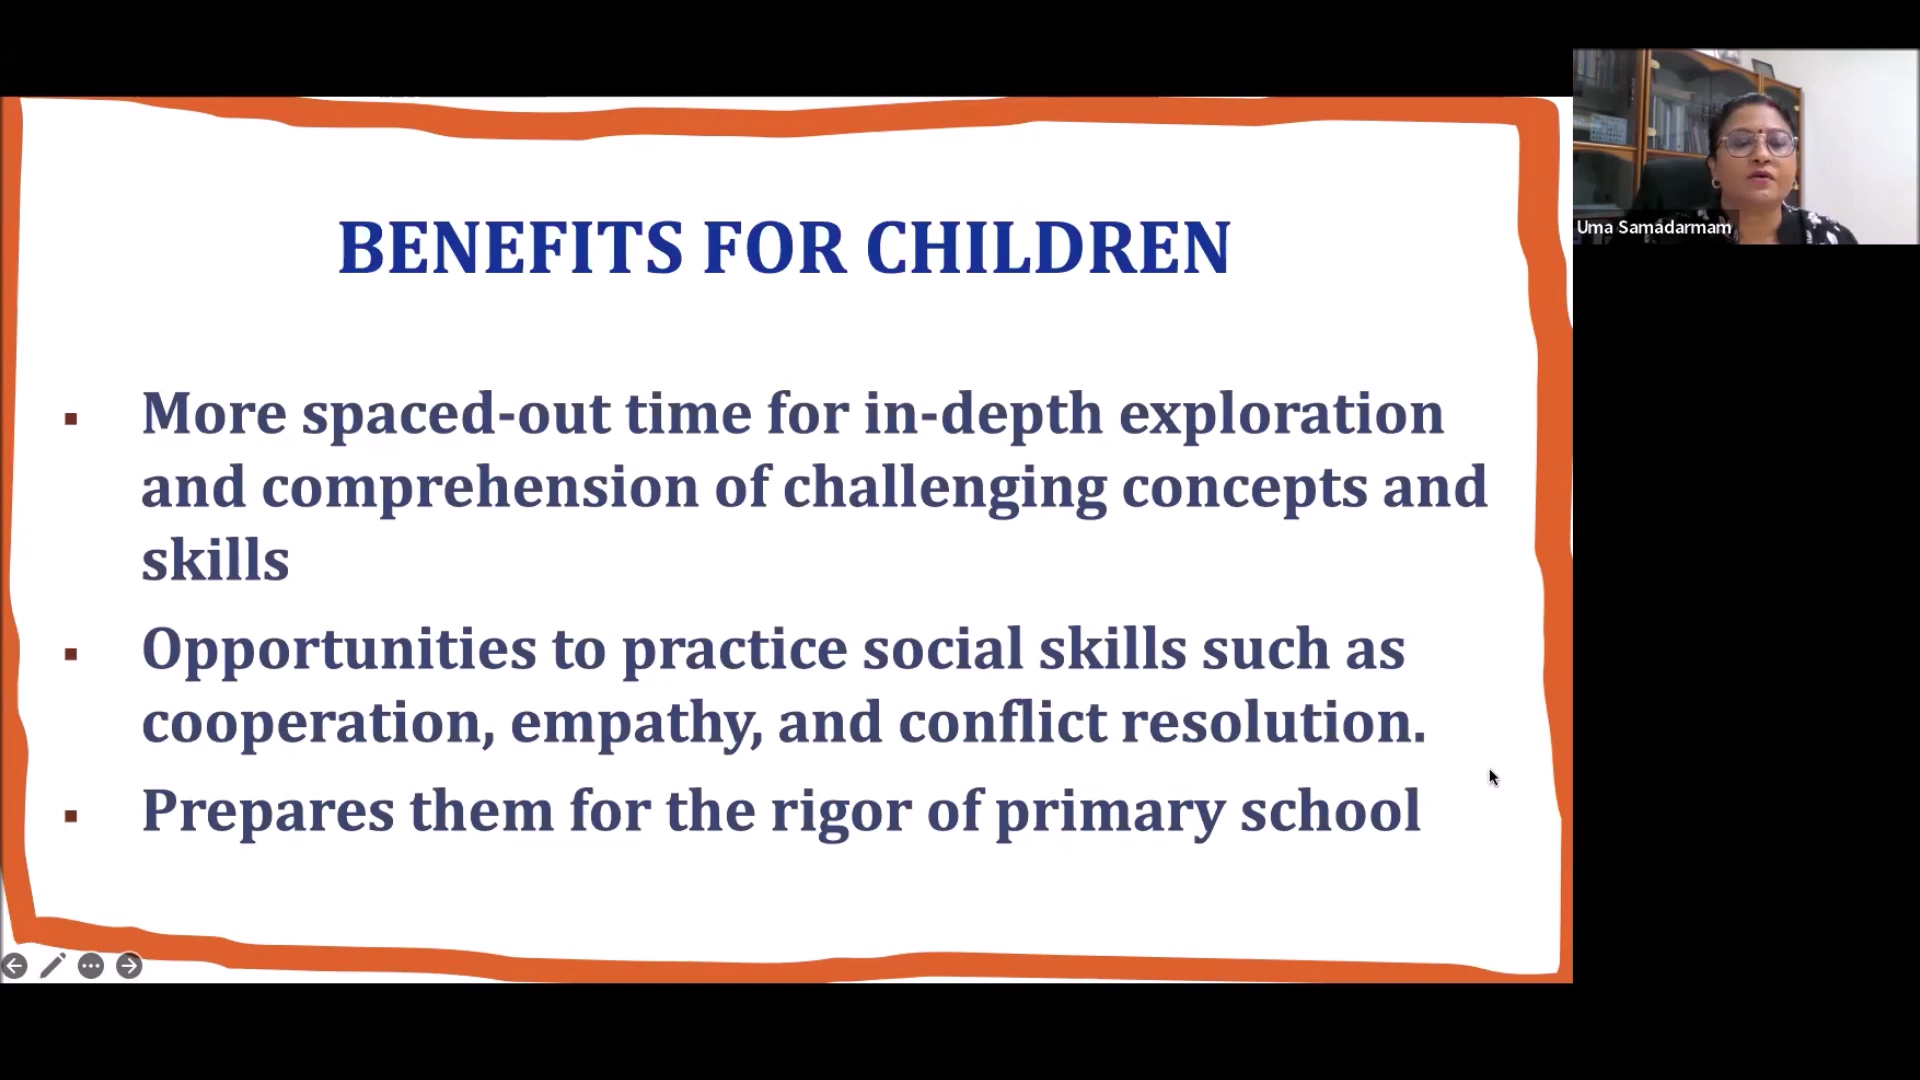 BENEFITS FOR CHILDREN
▪ More spaced-out time for in-depth exploration
and comprehension of challenging concepts and
skills
▪ Opportunities to practice social skills such as
cooperation, empathy, and conflict resolution.
▪ Prepares them for the rigor of primary school
Uma Samadarmam